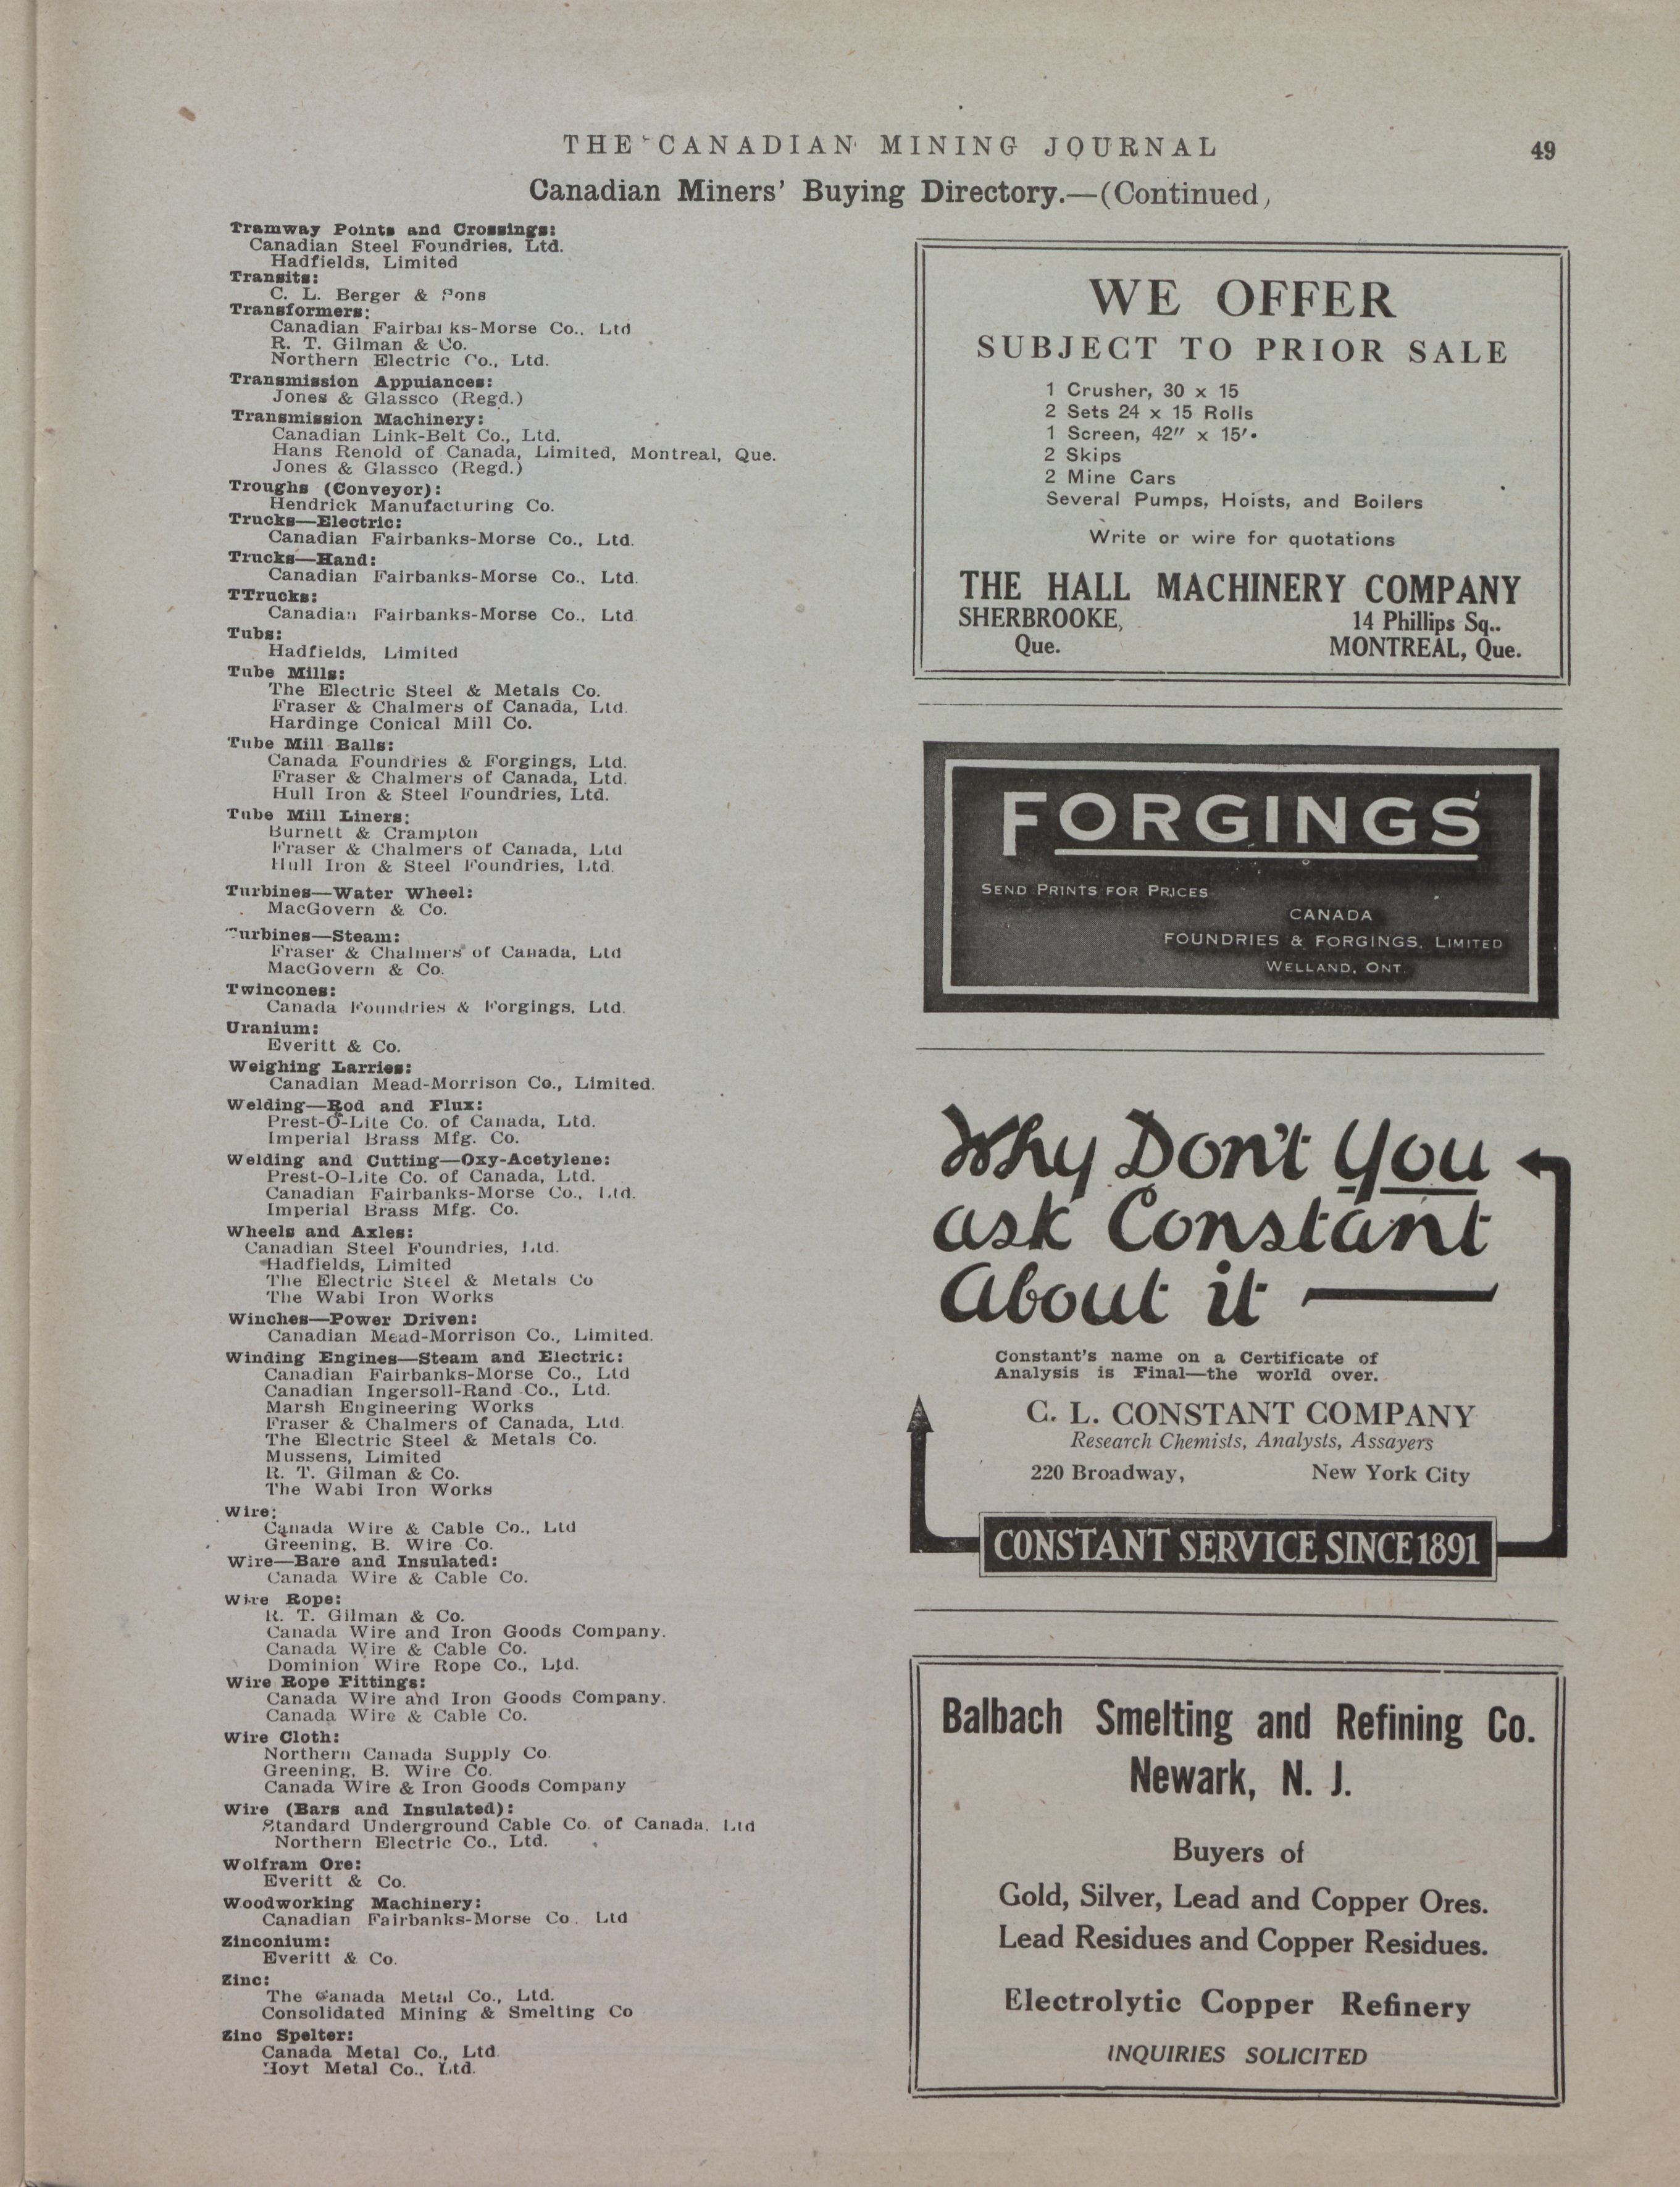 THE CANADIAN MINING JOURNAL
49
Canadian Miners' Buying Directory.—(Continued,
Tramway Points and Crossings:
Canadian Steel Foundries, Ltd.
Hadfields, Limited
Transits:
C. L. Berger & Sons
Transformers:
Canadian Fairbanks-Morse Co., Ltd
R. T. Gilman & Co.
Northern Electric Co., Ltd.
Transmission Appuiances:
Jones & Glassco (Regd.)
Transmission Machinery:
Canadian Link-Belt Co., Ltd.
Hans Renold of Canada, Limited, Montreal, Que.
Jones & Glassco (Regd.)
Troughs (Conveyor):
Hendrick Manufacturing Co.
Trucks—Electric:
Canadian Fairbanks-Morse Co., Ltd.
Trucks—Hand:
Canadian Fairbanks-Morse Co., Ltd.
TTrucks:
Canadian Fairbanks-Morse Co., Ltd.
Tubs:
Hadfields, Limited
Tube Mills:
The Electric Steel & Metals Co.
Fraser & Chalmers of Canada, Ltd.
Hardinge Conical Mill Co.
Tube Mill Balls:
Canada Foundries & Forgings, Ltd.
Fraser & Chalmers of Canada, Ltd.
Hull Iron & Steel Foundries, Ltd.
Tube Mill Liners:
Burnett & Crampton
Fraser & Chalmers of Canada, Ltd
Hull Iron & Steel Foundries, Ltd.
Turbines—Water Wheel:
MacGovern & Co.
Turbines—Steam:
Fraser & Chalmers of Canada, Ltd
MacGovern & Co.
Twincones:
Canada Foundries & Forgings, Ltd.
Uranium:
Everitt & Co.
Weighing Larries:
Canadian Mead-Morrison Co., Limited.
Welding—Rod and Flux:
Prest-O-Lite Co. of Canada, Ltd.
Imperial Brass Mfg. Co.
Welding and Cutting—Oxy-Acetylene:
Prest-O-Lite Co. of Canada, Ltd.
Canadian Fairbanks-Morse Co., Ltd.
Imperial Brass Mfg. Co.
Wheels and Axles:
Canadian Steel Foundries, Ltd.
Hadfields, Limited
The Electric Steel & Metals Co
The Wabi Iron Works
Winches—Power Driven:
Canadian Mead-Morrison Co., Limited.
Winding Engines—Steam and Electric:
Canadian Fairbanks-Morse Co., Ltd
Canadian Ingersoll-Rand Co., Ltd.
Marsh Engineering Works
Fraser & Chalmers of Canada, Ltd.
The Electric Steel & Metals Co.
Mussens, Limited
R. T. Gilman & Co.
The Wabi Iron Works
Wire:
Canada Wire & Cable Co., Ltd
Greening, B. Wire Co.
Wire—Bare and Insulated:
Canada Wire & Cable Co.
Wire Rope:
R. T. Gilman & Co.
Canada Wire and Iron Goods Company.
Canada Wire & Cable Co.
Dominion Wire Rope Co., Ltd.
Wire Rope Fittings:
Canada Wire and Iron Goods Company.
Canada Wire & Cable Co.
Wire Cloth:
Northern Canada Supply Co.
Greening, B. Wire Co.
Canada Wire & Iron Goods Company
Wire (Bars and Insulated):
Standard Underground Cable Co. of Canada, Ltd
Northern Electric Co., Ltd.
Wolfram Ore:
Everitt & Co.
Woodworking Machinery:
Canadian Fairbanks-Morse Co., Ltd
Zinconium:
Everitt & Co.
Zinc:
The Canada Metal Co., Ltd.
Consolidated Mining & Smelting Co
Zinc Spelter:
Canada Metal Co., Ltd.
Hoyt Metal Co., Ltd.
WE OFFER
SUBJECT TO PRIOR SALE
1 Crusher, 30 x 15
2 Sets 24 x 15 Rolls
1 Screen, 42" x 15'.
2 Skips
2 Mine Cars
Several Pumps, Hoists, and Boilers
Write or wire for quotations
THE HALL MACHINERY COMPANY
SHERBROOKE, 14 Phillips Sq..
Que. MONTREAL, Que.
FORGINGS
SEND PRINTS FOR PRICES
CANADA
FOUNDRIES & FORGINGS, LIMITED
WELLAND, ONT.
Why Don't You
ask Constant
About it —
Constant's name on a Certificate of
Analysis is Final—the world over.
C. L. CONSTANT COMPANY
Research Chemists, Analysts, Assayers
220 Broadway, New York City
CONSTANT SERVICE SINCE 1891
Balbach Smelting and Refining Co.
Newark, N. J.
Buyers of
Gold, Silver, Lead and Copper Ores.
Lead Residues and Copper Residues.
Electrolytic Copper Refinery
INQUIRIES SOLICITED